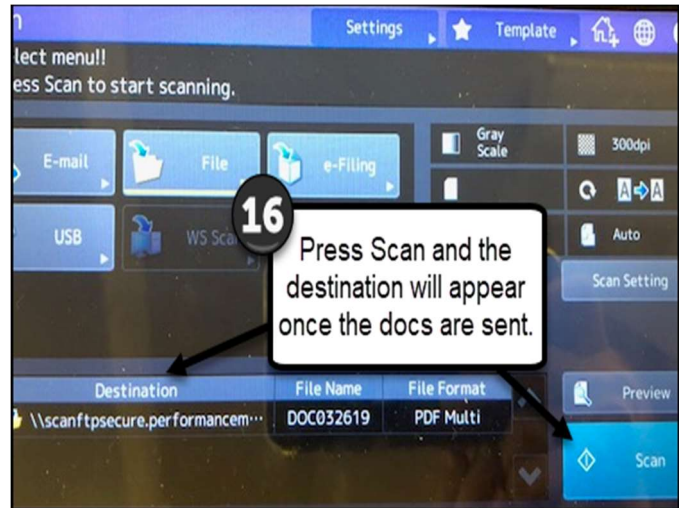 Settings
Template
lect menu!!
ess Scan to start scanning.
E-mail
File
e-Filing
Gray
Scale
300dpi
A A
USB
WS Scan
Auto
16
Press Scan and the
destination will appear
once the docs are sent.
Scan Setting
Destination
File Name
File Format
Preview
\\scanftpsecure.performancem···
DOC032619
PDF Multi
Scan